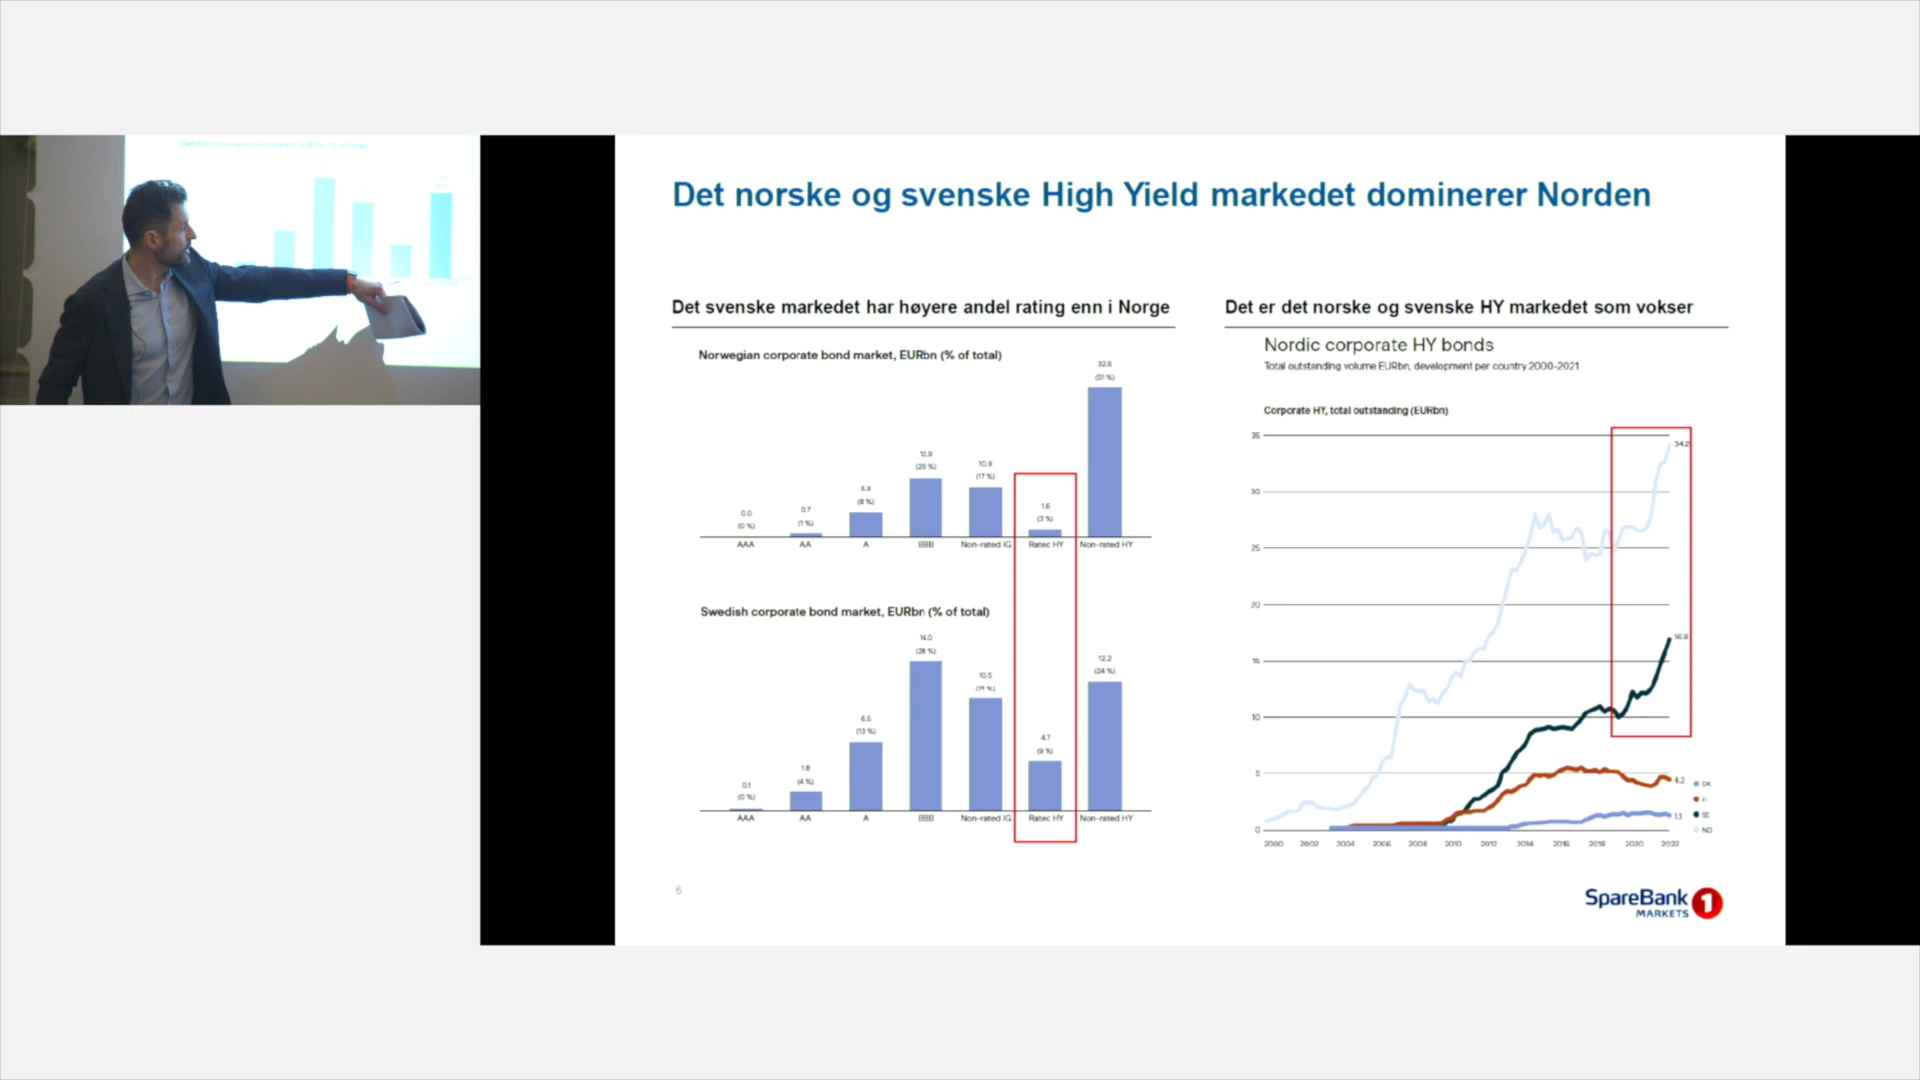 Det norske og svenske High Yield markedet dominerer Norden
Det svenske markedet har høyere andel rating enn i Norge
Norwegian corporate bond market, EURbn (% of total)
0.0
(0 %)
0.7
(1 %)
(8 %)
12.9
(20 %)
10.9
(17 %)
1.6
(3 %)
32.6
(51 %)
AAA
AA
A
BBB
Non-rated IG
Ratec HY
Non-rated HY
Swedish corporate bond market, EURbn (% of total)
0.1
(0 %)
1.8
(4 %)
6.5
(13 %)
14.0
(28 %)
10.5
(21 %)
4.7
(9 %)
12.2
(24 %)
AAA
AA
A
BBB
Non-rated IG
Ratec HY
Non-rated HY
6
Det er det norske og svenske HY markedet som vokser
Nordic corporate HY bonds
Total outstanding volume EURbn, development per country 2000-2021
Corporate HY, total outstanding (EURbn)
35
30
25
20
15
10
5
0
34.2
16.8
1.1
DK
SE
NO
2000
2002
2004
2006
2008
2010
2012
2014
2016
2018
2020
2022
SpareBank 1
MARKETS